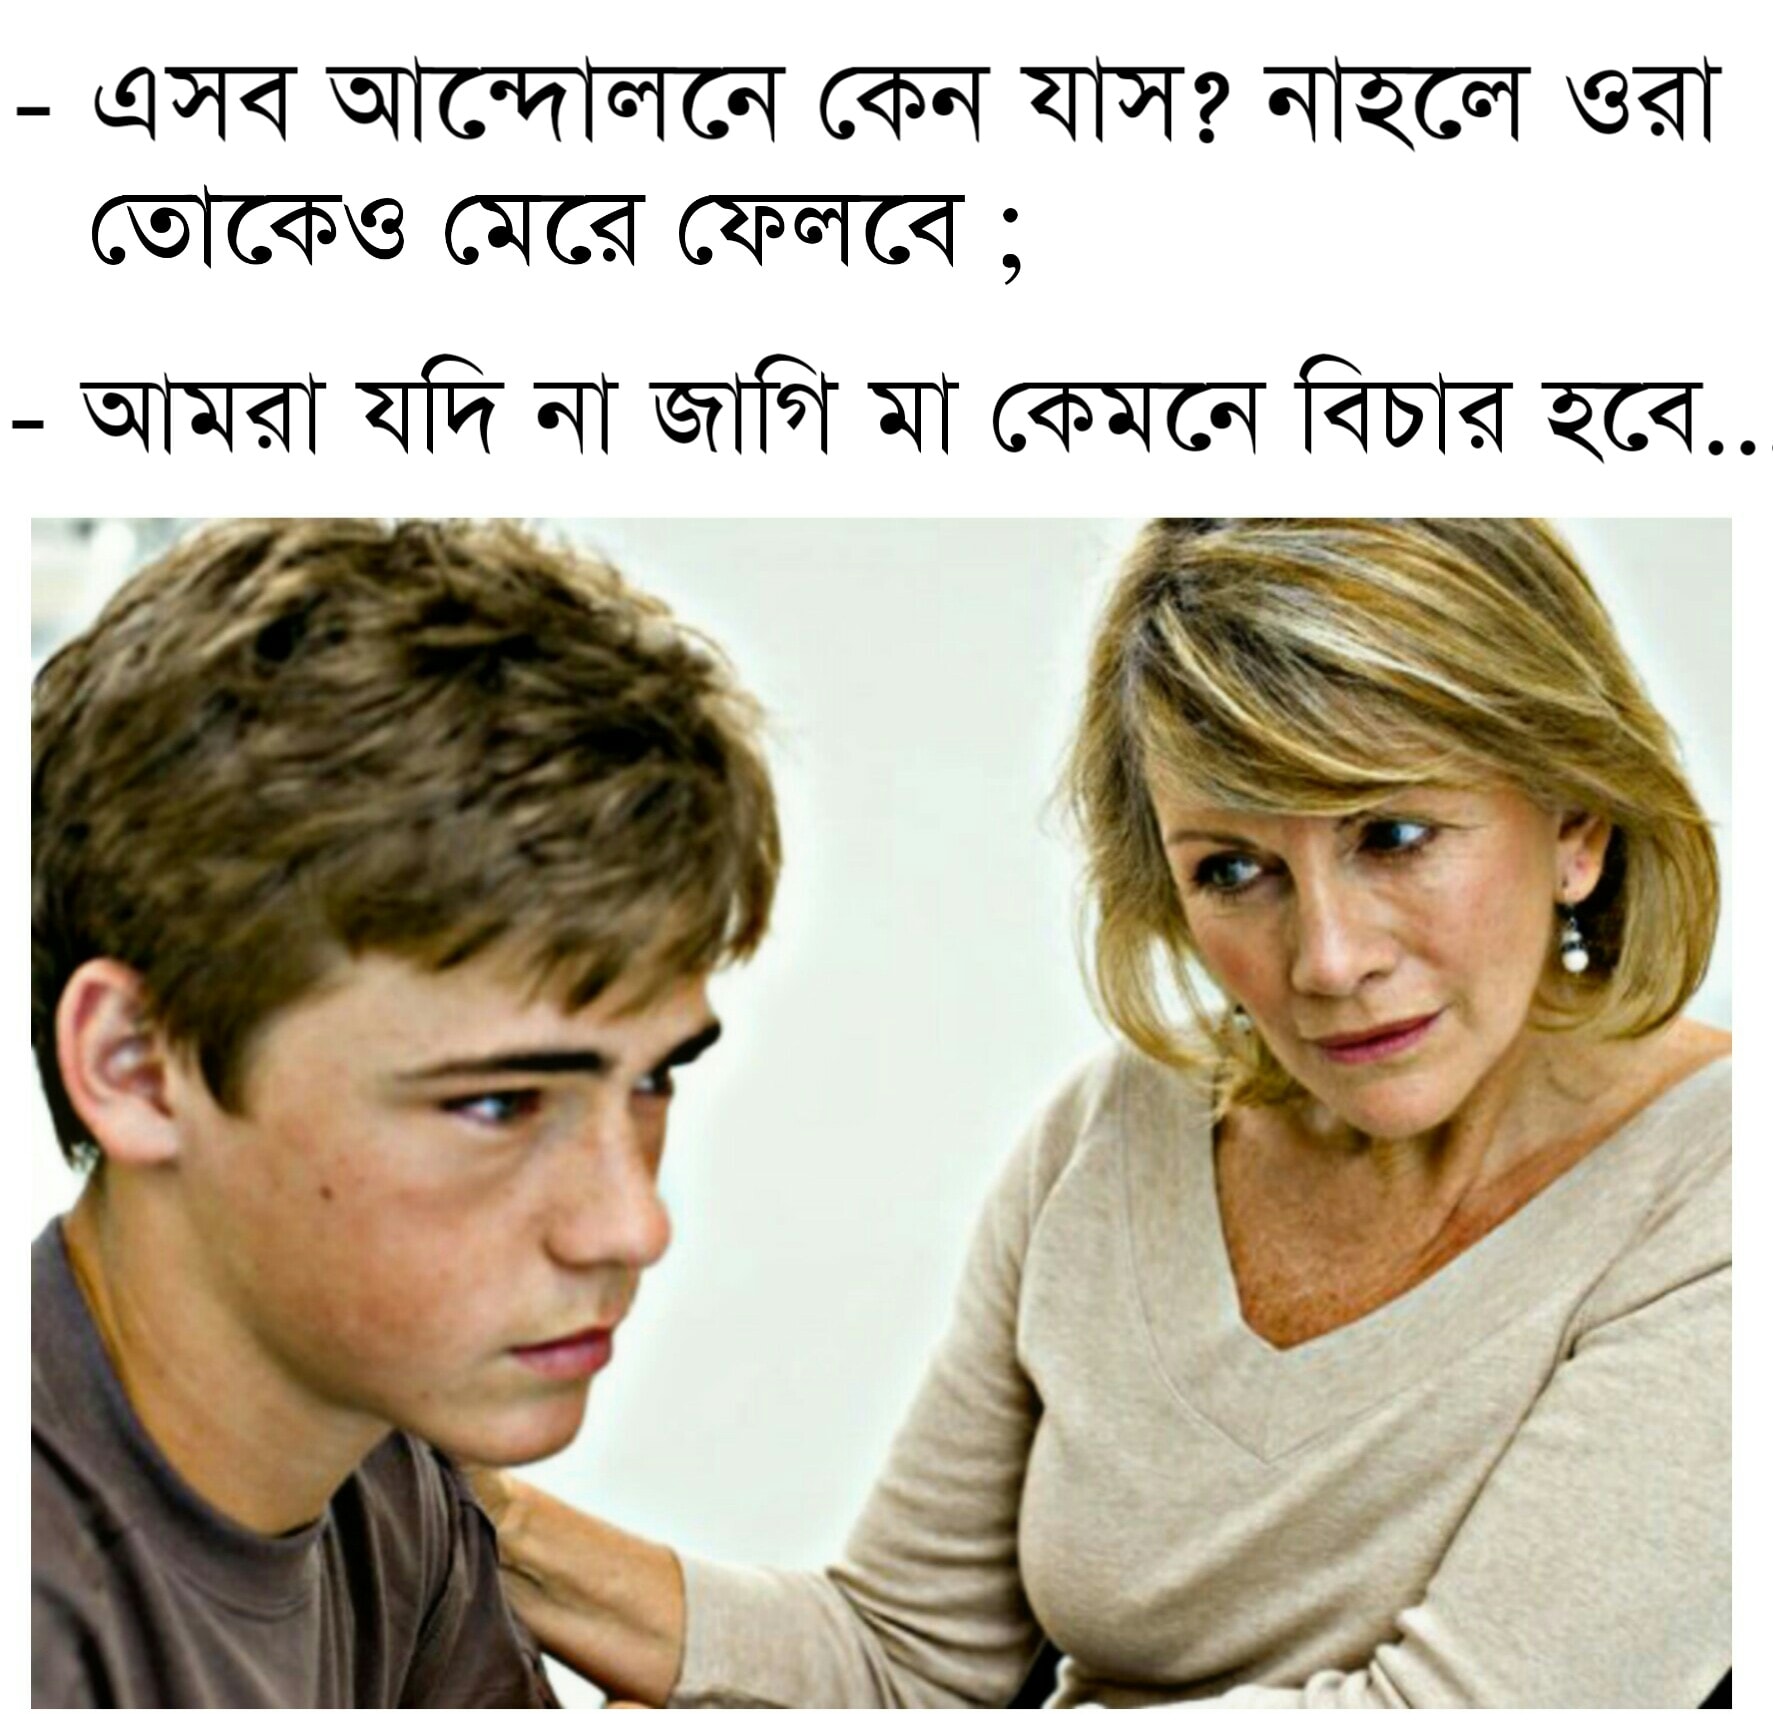 - এসব আন্দোলনে কেন যাস? নাহলে ওরা
তোকেও মেরে ফেলবে ;
- আমরা যদি না জাগি মা কেমনে বিচার হবে...